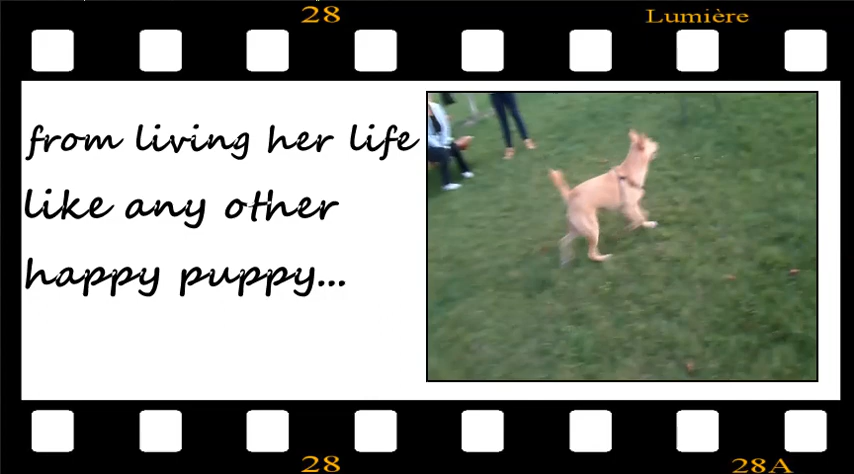 28
Lumière
from living her life
like any other
happy puppy...
28
28A